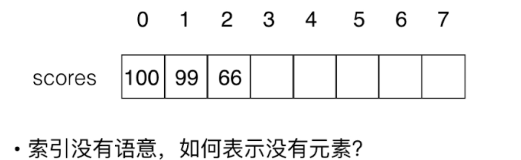 0 1 2 3 4 5 6 7
scores 100 99 66
• 索引没有语意，如何表示没有元素？